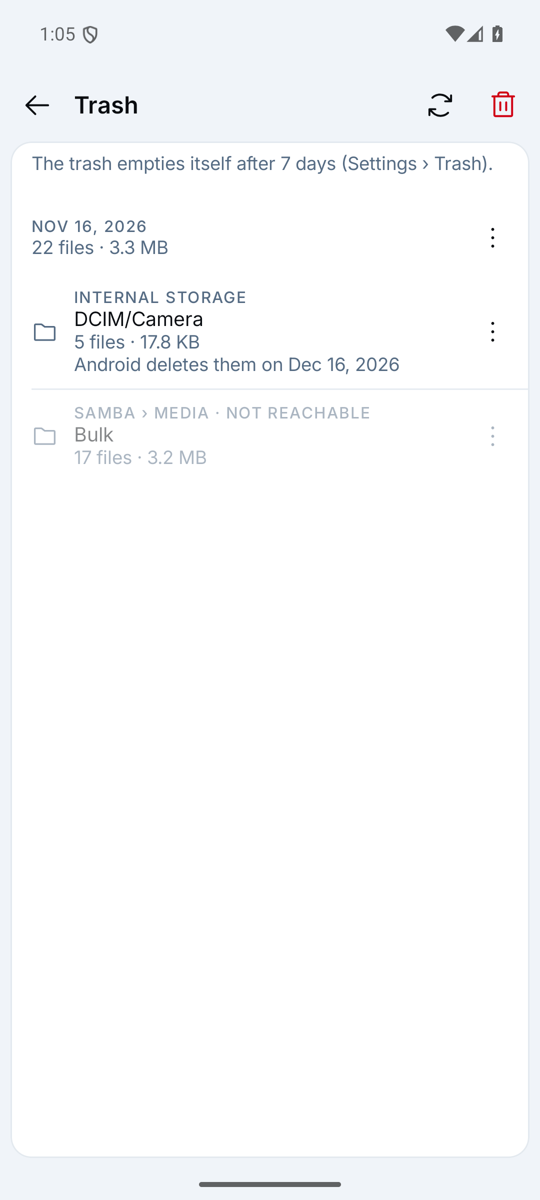 1:05
Trash
The trash empties itself after 7 days (Settings › Trash).
NOV 16, 2026
22 files · 3.3 MB
INTERNAL STORAGE
DCIM/Camera
5 files · 17.8 KB
Android deletes them on Dec 16, 2026
SAMBA › MEDIA · NOT REACHABLE
Bulk
17 files · 3.2 MB